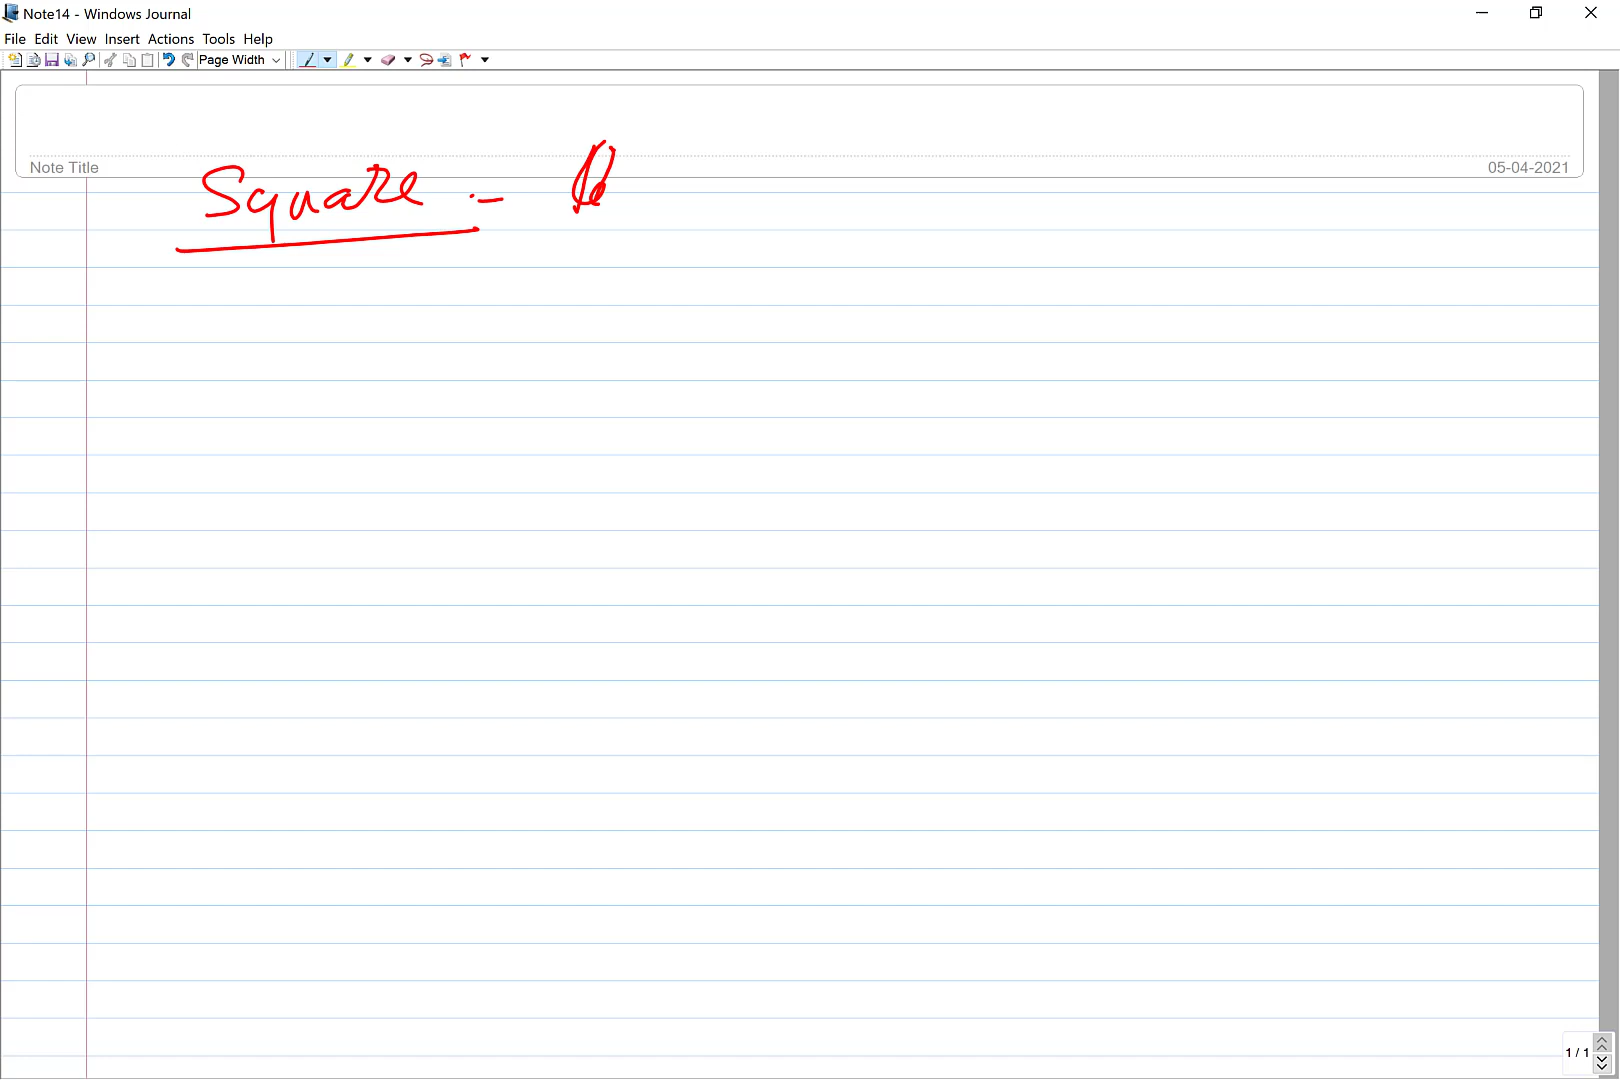 Note14 - Windows Journal
File Edit View Insert Actions Tools Help
Page Width
Note Title
05-04-2021
Square :-
1 / 1